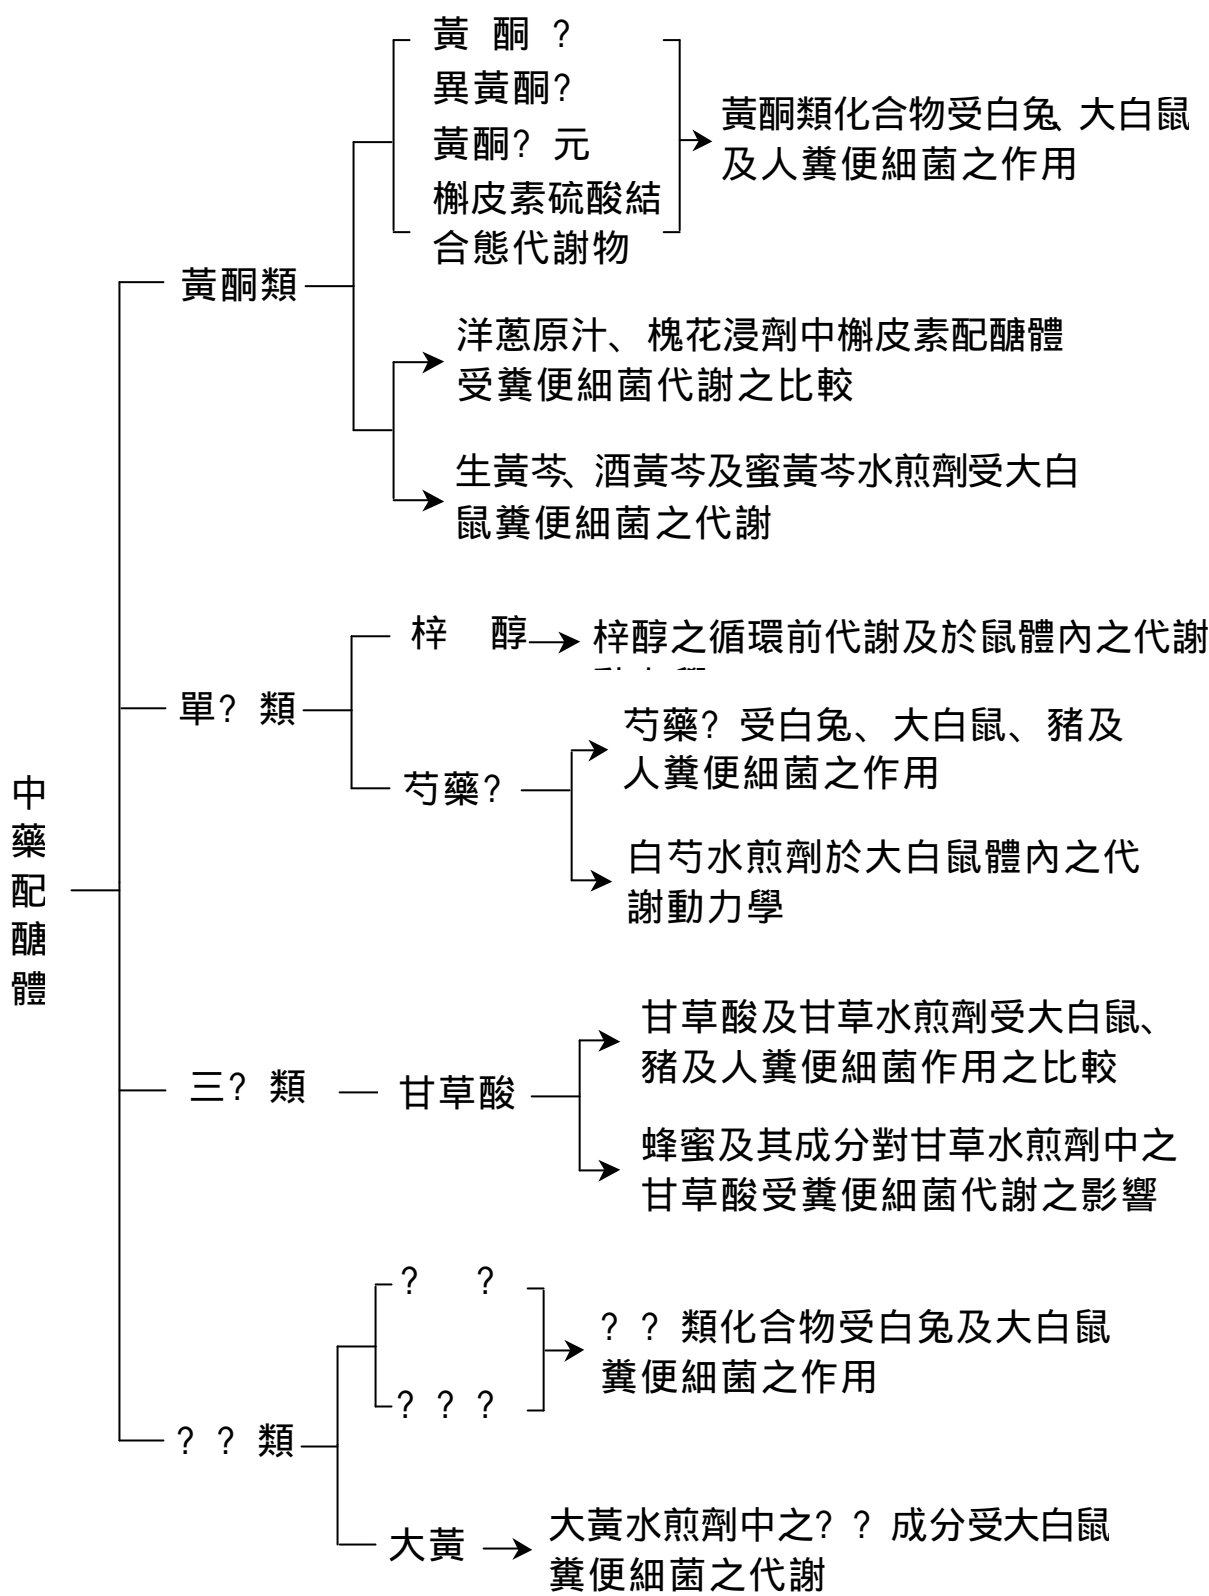 中藥配醣體
黃酮類
黃 酮 ?
異黃酮?
黃酮? 元
槲皮素硫酸結
合態代謝物
黃酮類化合物受白兔、大白鼠
及人糞便細菌之作用
洋蔥原汁、槐花浸劑中槲皮素配醣體
受糞便細菌代謝之比較
生黃芩、酒黃芩及蜜黃芩水煎劑受大白
鼠糞便細菌之代謝
單? 類
梓 醇
梓醇之循環前代謝及於鼠體內之代謝
芍藥?
芍藥? 受白兔、大白鼠、豬及
人糞便細菌之作用
白芍水煎劑於大白鼠體內之代
謝動力學
三? 類
甘草酸
甘草酸及甘草水煎劑受大白鼠、
豬及人糞便細菌作用之比較
蜂蜜及其成分對甘草水煎劑中之
甘草酸受糞便細菌代謝之影響
? ? 類
? ?
? ? ?
? ? 類化合物受白兔及大白鼠
糞便細菌之作用
大黃
大黃水煎劑中之? ? 成分受大白鼠
糞便細菌之代謝